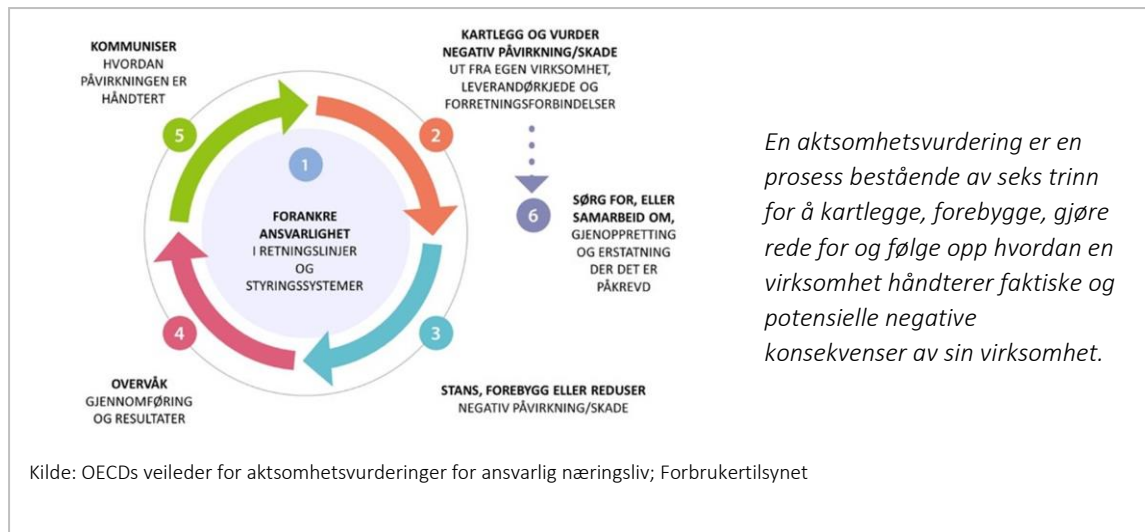 KOMMUNISER
HVORDAN
PÅVIRKNINGEN ER
HÅNDTERT
5
1
FORANKRE
ANSVARLIGHET
I RETNINGSLINJER
OG
STYRINGSSYSTEMER
KARTLEGG OG VURDER
NEGATIV PÅVIRKNING/SKADE
UT FRA EGEN VIRKSOMHET,
LEVERANDØRKJEDE OG
FORRETNINGSFORBINDELSER
2
6
SØRG FOR, ELLER
SAMARBEID OM,
GJENOPPRETTING
OG ERSTATNING
DER DET ER
PÅKREVD
3
STANS, FOREBYGG ELLER REDUSER
NEGATIV PÅVIRKNING/SKADE
4
OVERVÅK
GJENNOMFØRING
OG RESULTATER
En aktsomhetsvurdering er en
prosess bestående av seks trinn
for å kartlegge, forebygge, gjøre
rede for og følge opp hvordan en
virksomhet håndterer faktiske og
potensielle negative
konsekvenser av sin virksomhet.
Kilde: OECDs veileder for aktsomhetsvurderinger for ansvarlig næringsliv; Forbrukertilsynet